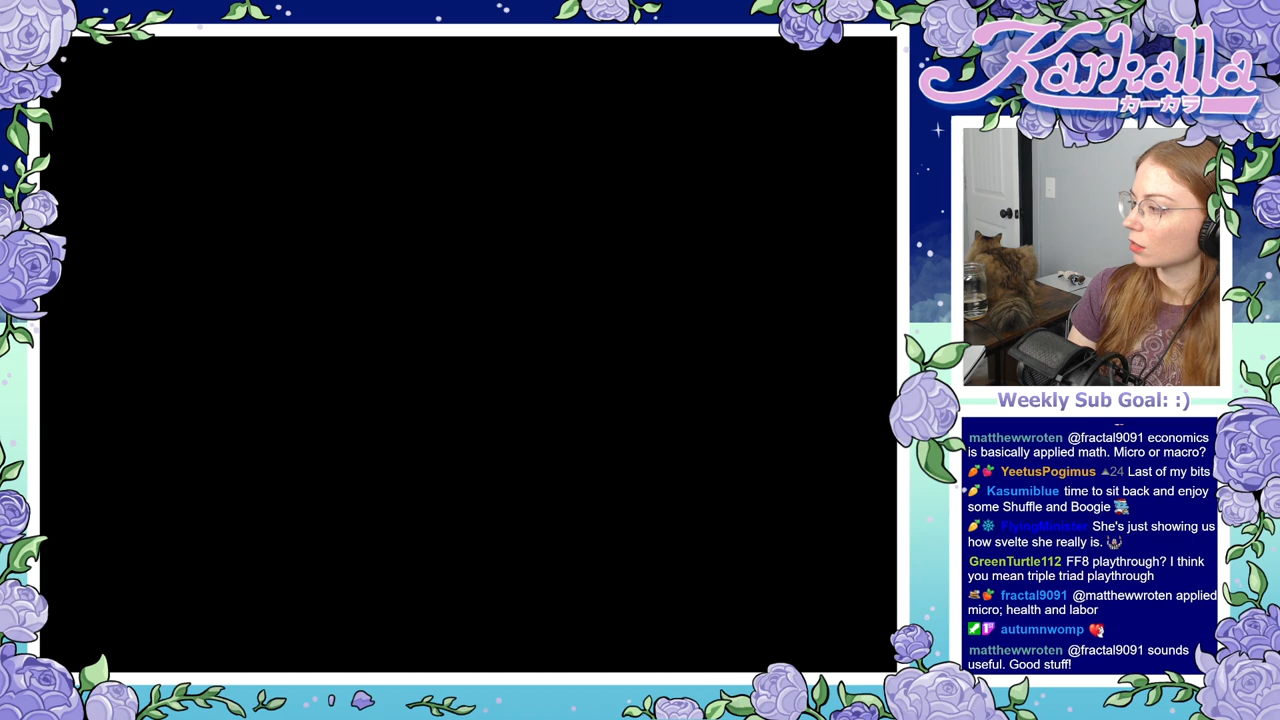 Karkalla
カーカラ
Weekly Sub Goal: :)
matthewwroten @fractal9091 economics
is basically applied math. Micro or macro?
YeetusPogimus 24 Last of my bits
Kasumiblue time to sit back and enjoy
some Shuffle and Boogie
FlyingMinister She's just showing us
how svelte she really is.
GreenTurtle112 FF8 playthrough? I think
you mean triple triad playthrough
fractal9091 @matthewwroten applied
micro; health and labor
autumnwomp
matthewwroten @fractal9091 sounds
useful. Good stuff!